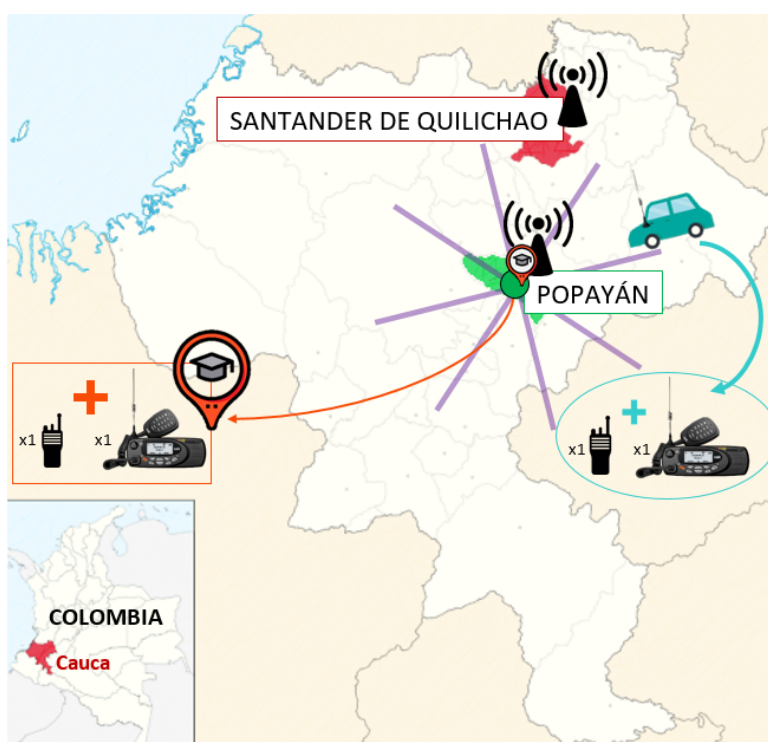 SANTANDER DE QUILICHAO
POPAYÁN
x1
x1
x1
x1
COLOMBIA
Cauca